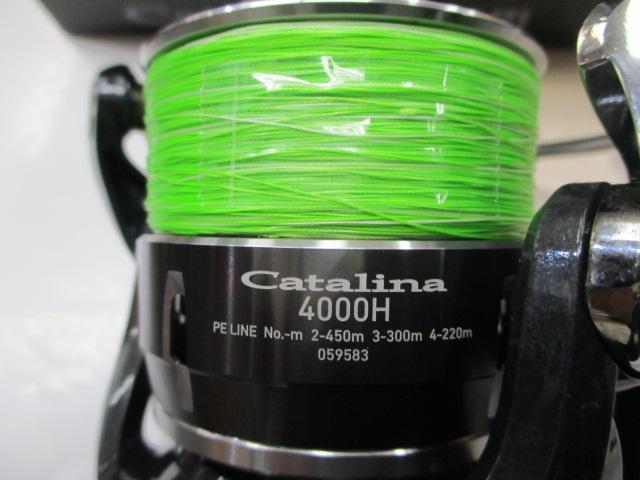 Catalina
4000H
PE LINE No.-m 2-450m 3-300m 4-220m
059583